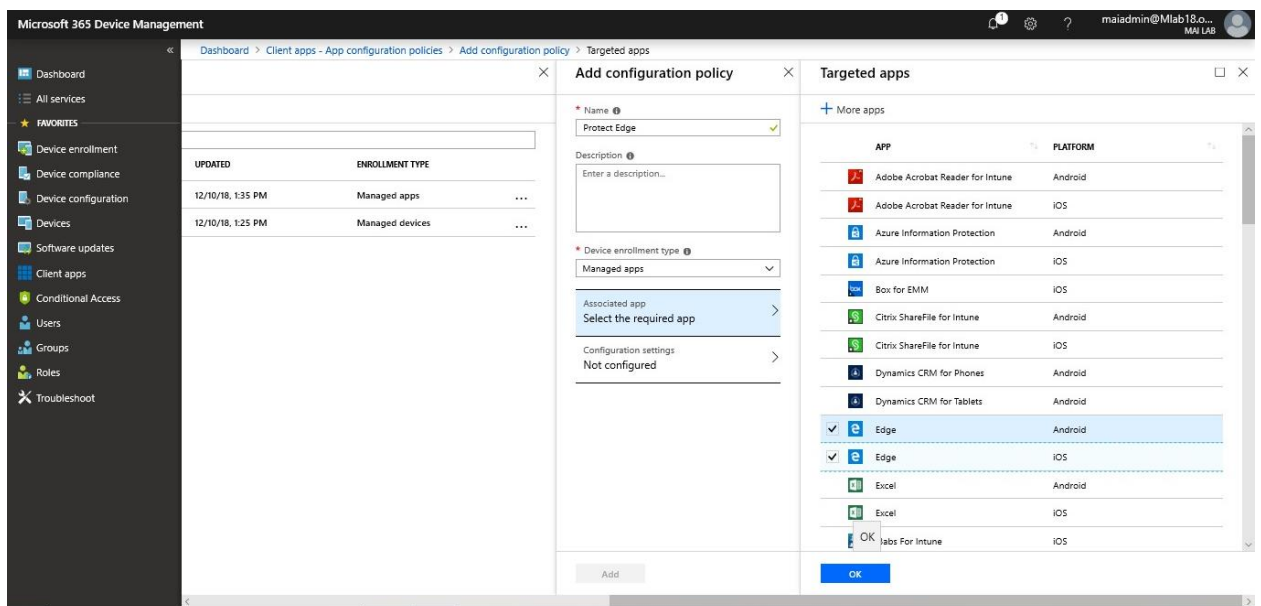 Microsoft 365 Device Management
1
?
maiadmin@Mlab18.o...
MAI LAB
«
Dashboard > Client apps - App configuration policies > Add configuration policy > Targeted apps
Dashboard
All services
FAVORITES
Device enrollment
Device compliance
Device configuration
Devices
Software updates
Client apps
Conditional Access
Users
Groups
Roles
Troubleshoot
UPDATED ENROLLMENT TYPE
12/10/18, 1:35 PM Managed apps ...
12/10/18, 1:25 PM Managed devices ...
Add configuration policy
* Name
Protect Edge
Description
Enter a description...
* Device enrollment type
Managed apps
Associated app
Select the required app
Configuration settings
Not configured
Add
Targeted apps
+ More apps
APP PLATFORM
Adobe Acrobat Reader for Intune Android
Adobe Acrobat Reader for Intune iOS
Azure Information Protection Android
Azure Information Protection iOS
box Box for EMM iOS
Citrix ShareFile for Intune Android
Citrix ShareFile for Intune iOS
Dynamics CRM for Phones Android
Dynamics CRM for Tablets Android
Edge Android
Edge iOS
Excel Android
Excel iOS
For Intune iOS
OK
OK